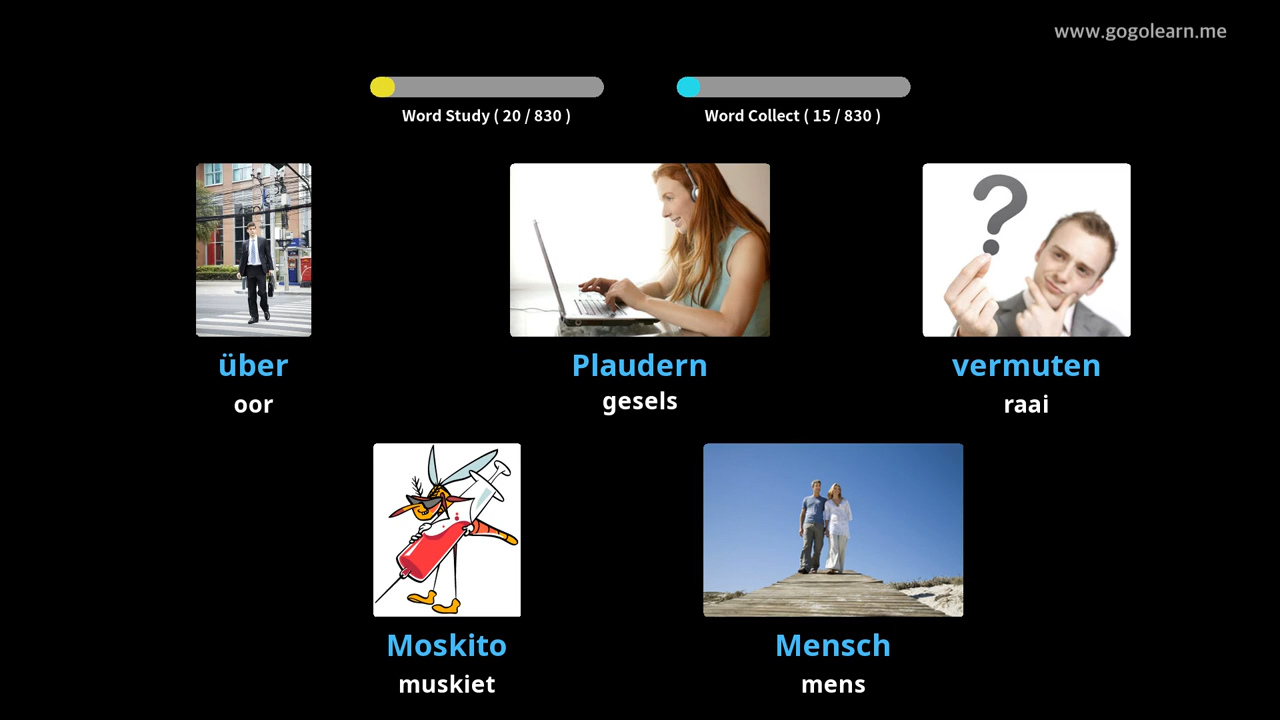 www.gogolearn.me
Word Study ( 20 / 830 )
Word Collect ( 15 / 830 )
über
oor
Plaudern
gesels
vermuten
raai
Moskito
muskiet
Mensch
mens